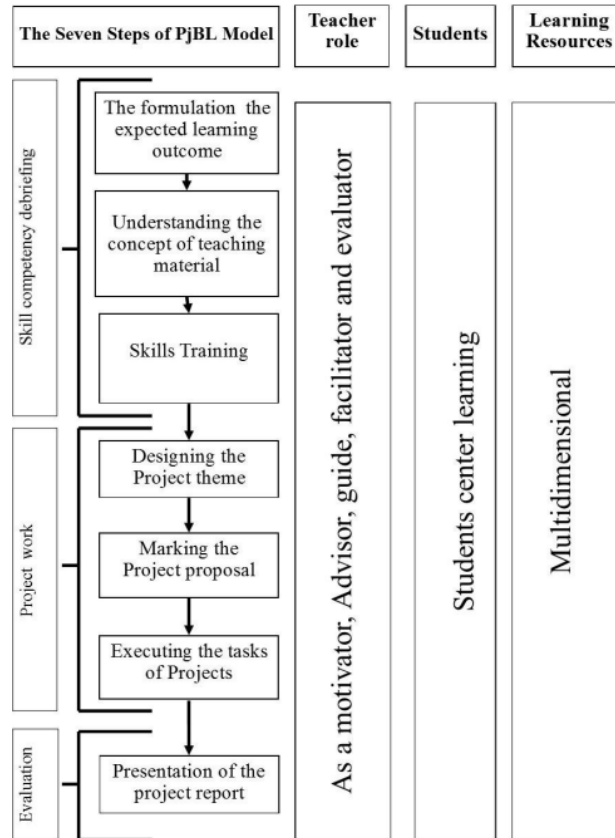 The Seven Steps of PjBL Model
Teacher
role
Students
Learning
Resources
Skill competency debriefing
The formulation the
expected learning
outcome
Understanding the
concept of teaching
material
Skills Training
Project work
Designing the
Project theme
Marking the
Project proposal
Executing the tasks
of Projects
Evaluation
Presentation of the
project report
As a motivator, Advisor, guide, facilitator and evaluator
Students center learning
Multidimensional